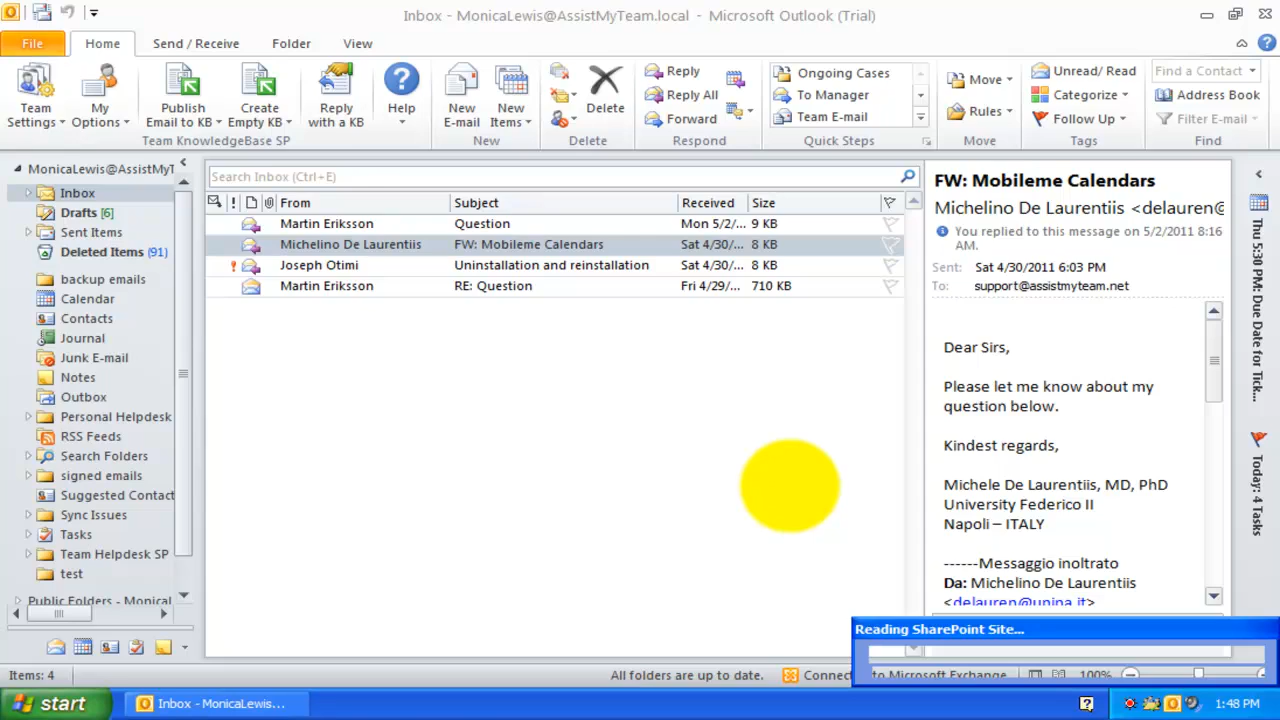 Inbox - MonicaLewis@AssistMyTeam.local - Microsoft Outlook (Trial)
File Home Send / Receive Folder View
Team Settings
My Options
Publish Email to KB
Create Empty KB
Reply with a KB
Help
Team KnowledgeBase SP
New E-mail
New Items
New
Delete
Delete
Reply
Reply All
Forward
Respond
Ongoing Cases
To Manager
Team E-mail
Quick Steps
Move
Rules
Move
Unread/ Read
Categorize
Follow Up
Tags
Find a Contact
Address Book
Filter E-mail
Find
MonicaLewis@AssistMyT
Inbox
Drafts [6]
Sent Items
Deleted Items (91)
backup emails
Calendar
Contacts
Journal
Junk E-mail
Notes
Outbox
Personal Helpdesk
RSS Feeds
Search Folders
signed emails
Suggested Contact
Sync Issues
Tasks
Team Helpdesk SP
test
Public Folders - Monical
Search Inbox (Ctrl+E)
! From Subject Received Size
Martin Eriksson Question Mon 5/2/... 9 KB
Michelino De Laurentiis FW: Mobileme Calendars Sat 4/30/... 8 KB
! Joseph Otimi Uninstallation and reinstallation Sat 4/30/... 8 KB
Martin Eriksson RE: Question Fri 4/29/... 710 KB
FW: Mobileme Calendars
Michelino De Laurentiis <delauren@
You replied to this message on 5/2/2011 8:16
AM.
Sent: Sat 4/30/2011 6:03 PM
To: support@assistmyteam.net
Dear Sirs,
Please let me know about my
question below.
Kindest regards,
Michele De Laurentiis, MD, PhD
University Federico II
Napoli – ITALY
------Messaggio inoltrato
Da: Michelino De Laurentiis
<delauren@unina.it>
Thu 5:30 PM: Due Date for Tick...
Today: 4 Tasks
Reading SharePoint Site...
Items: 4
All folders are up to date.
Connec
to Microsoft Exchange
100%
start
Inbox - MonicaLewis...
1:48 PM